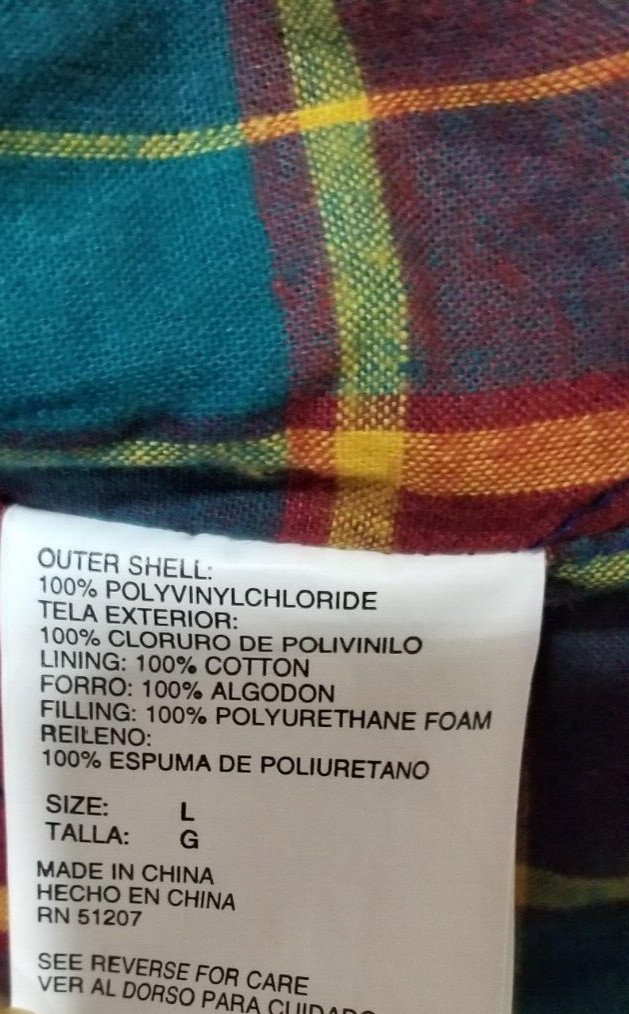 OUTER SHELL:
100% POLYVINYLCHLORIDE
TELA EXTERIOR:
100% CLORURO DE POLIVINILO
LINING: 100% COTTON
FORRO: 100% ALGODON
FILLING: 100% POLYURETHANE FOAM
REILENO:
100% ESPUMA DE POLIURETANO
SIZE: L
TALLA: G
MADE IN CHINA
HECHO EN CHINA
RN 51207
SEE REVERSE FOR CARE
VER AL DORSO PARA CUIDADO